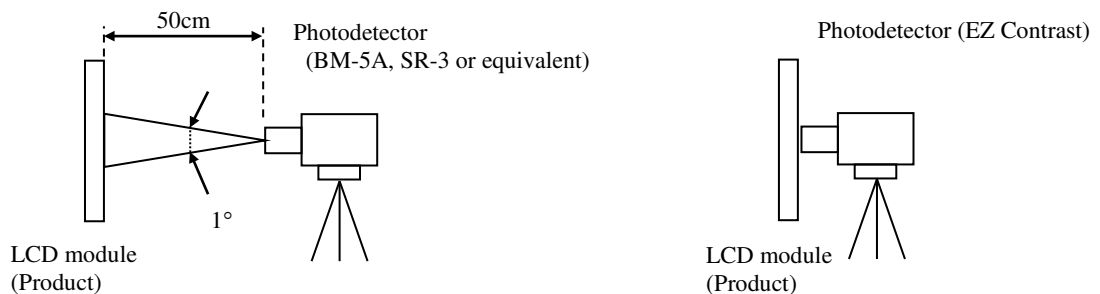 50cm
Photodetector
(BM-5A, SR-3 or equivalent)
1°
LCD module
(Product)
Photodetector (EZ Contrast)
LCD module
(Product)